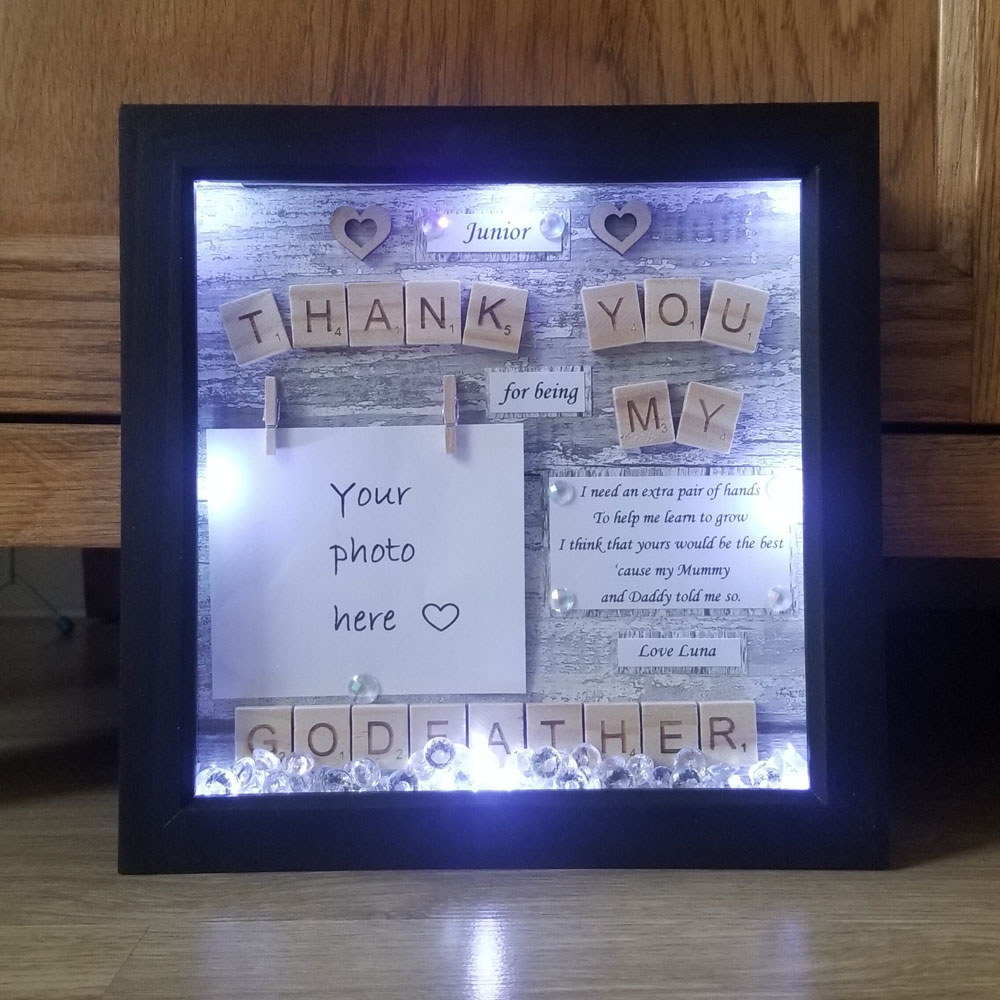 Junior
THANK YOU
for being
MY
Your
photo
here
I need an extra pair of hands
To help me learn to grow
I think that yours would be the best
'cause my Mummy
and Daddy told me so.
Love Luna
GODFATHER